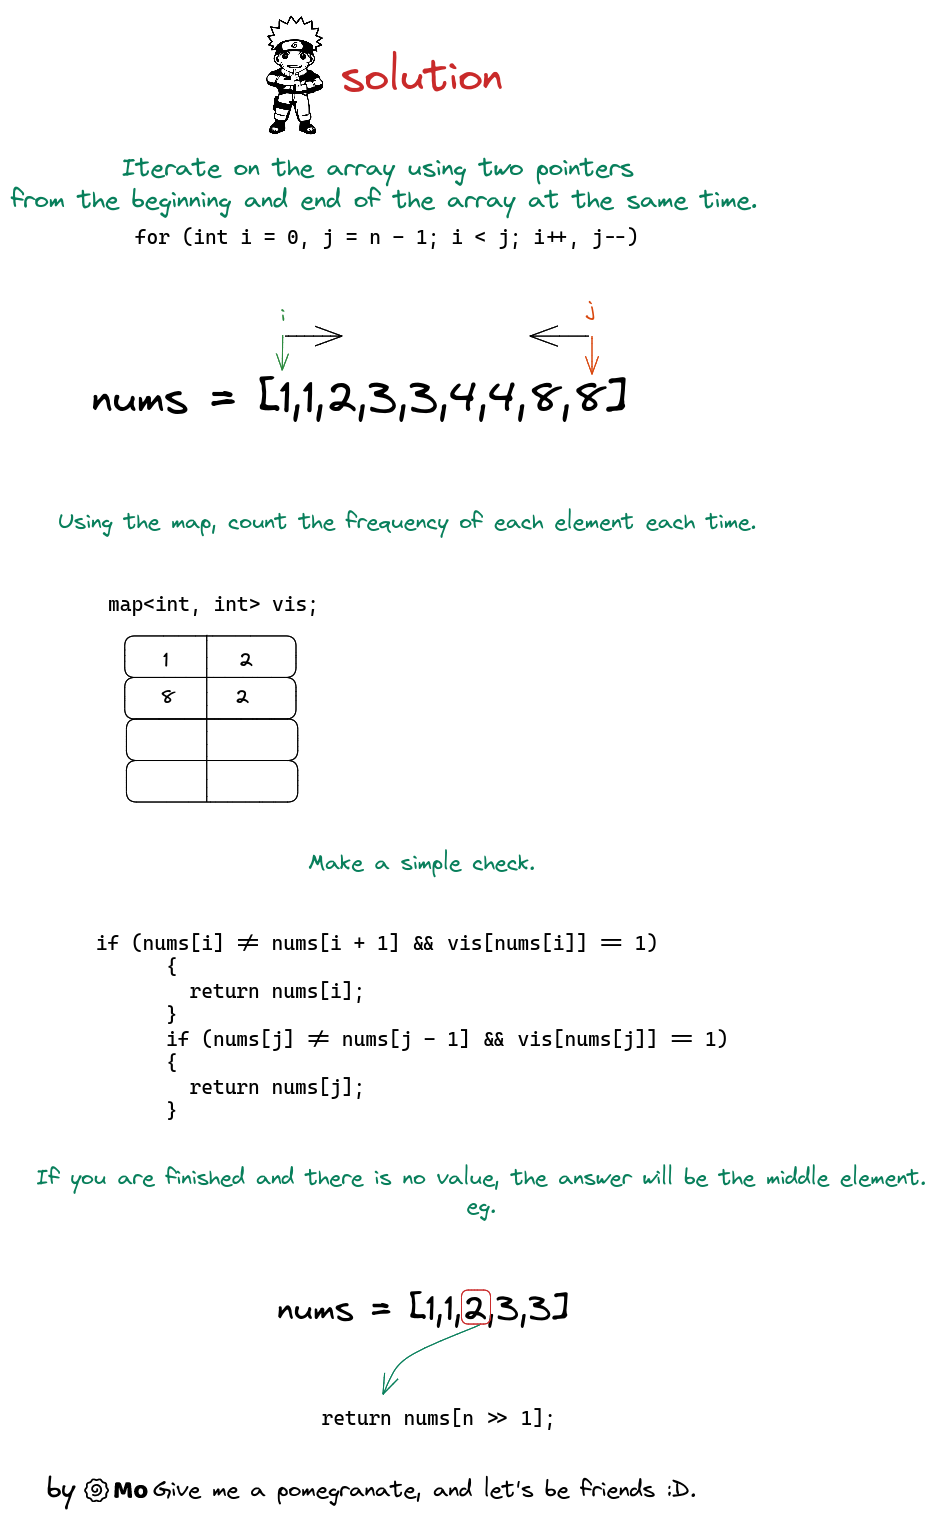 solution
Iterate on the array using two pointers
from the beginning and end of the array at the same time.
for (int i = 0, j = n - 1; i < j; i++, j--)
i j
nums = [1,1,2,3,3,4,4,8,8]
Using the map, count the frequency of each element each time.
map<int, int> vis;
1 2
8 2
Make a simple check.
if (nums[i] != nums[i + 1] && vis[nums[i]] == 1)
{
return nums[i];
}
if (nums[j] != nums[j - 1] && vis[nums[j]] == 1)
{
return nums[j];
}
If you are finished and there is no value, the answer will be the middle element.
eg.
nums = [1,1,2,3,3]
return nums[n >> 1];
by Mo Give me a pomegranate, and let's be friends :D.